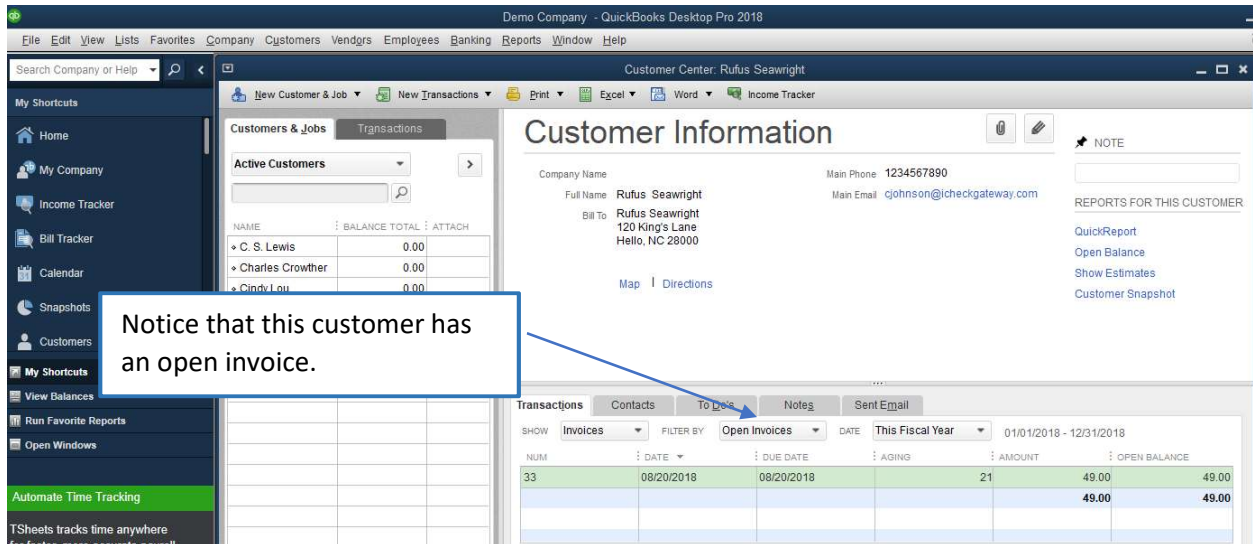 qb
Demo Company - QuickBooks Desktop Pro 2018
File Edit View Lists Favorites Company Customers Vendors Employees Banking Reports Window Help
Search Company or Help
Customer Center: Rufus Seawright
New Customer & Job New Transactions Print Excel Word Income Tracker
My Shortcuts
Home
My Company
Income Tracker
Bill Tracker
Calendar
Snapshots
Customers
My Shortcuts
View Balances
Run Favorite Reports
Open Windows
Automate Time Tracking
TSheets tracks time anywhere
Customers & Jobs Transactions
Active Customers
NAME BALANCE TOTAL ATTACH
C. S. Lewis 0.00
Charles Crowther 0.00
Cindy Lou 0.00
Notice that this customer has
an open invoice.
Customer Information
Company Name
Full Name Rufus Seawright
Bill To Rufus Seawright
120 King's Lane
Hello, NC 28000
Map | Directions
Main Phone 1234567890
Main Email cjohnson@icheckgateway.com
NOTE
REPORTS FOR THIS CUSTOMER
QuickReport
Open Balance
Show Estimates
Customer Snapshot
Transactions Contacts To Do's Notes Sent Email
SHOW Invoices FILTER BY Open Invoices DATE This Fiscal Year 01/01/2018 - 12/31/2018
NUM DATE DUE DATE AGING AMOUNT OPEN BALANCE
33 08/20/2018 08/20/2018 21 49.00 49.00
49.00 49.00